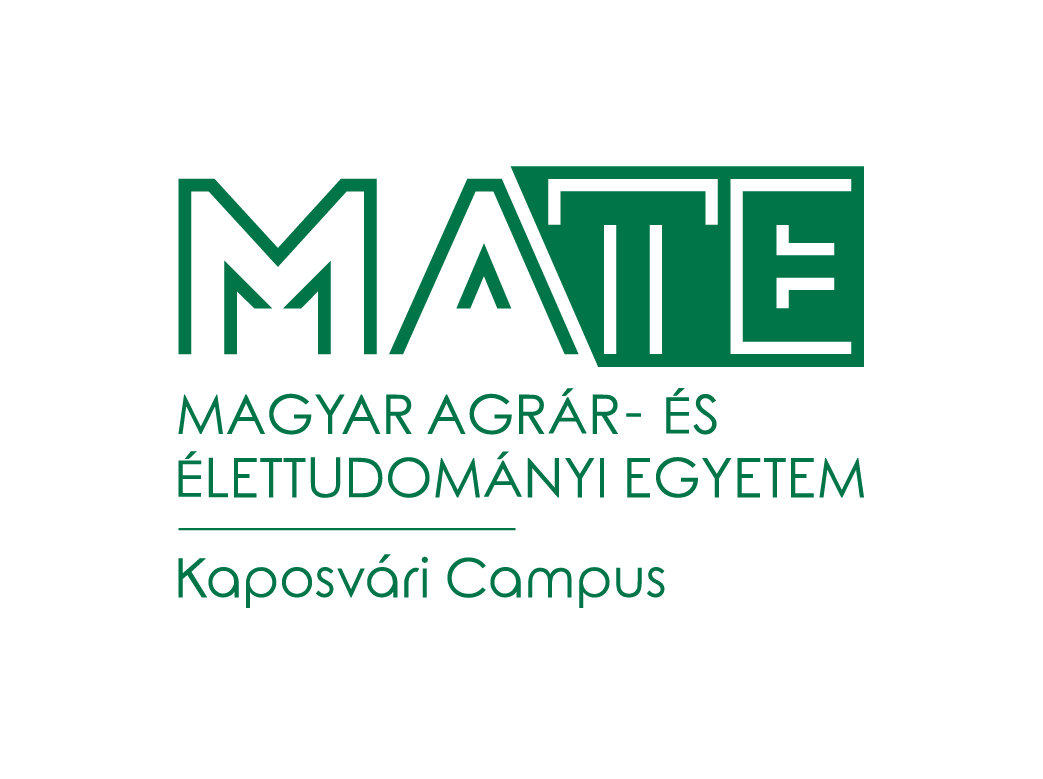 MATE
MAGYAR AGRÁR- ÉS
ÉLETTUDOMÁNYI EGYETEM
Kaposvári Campus